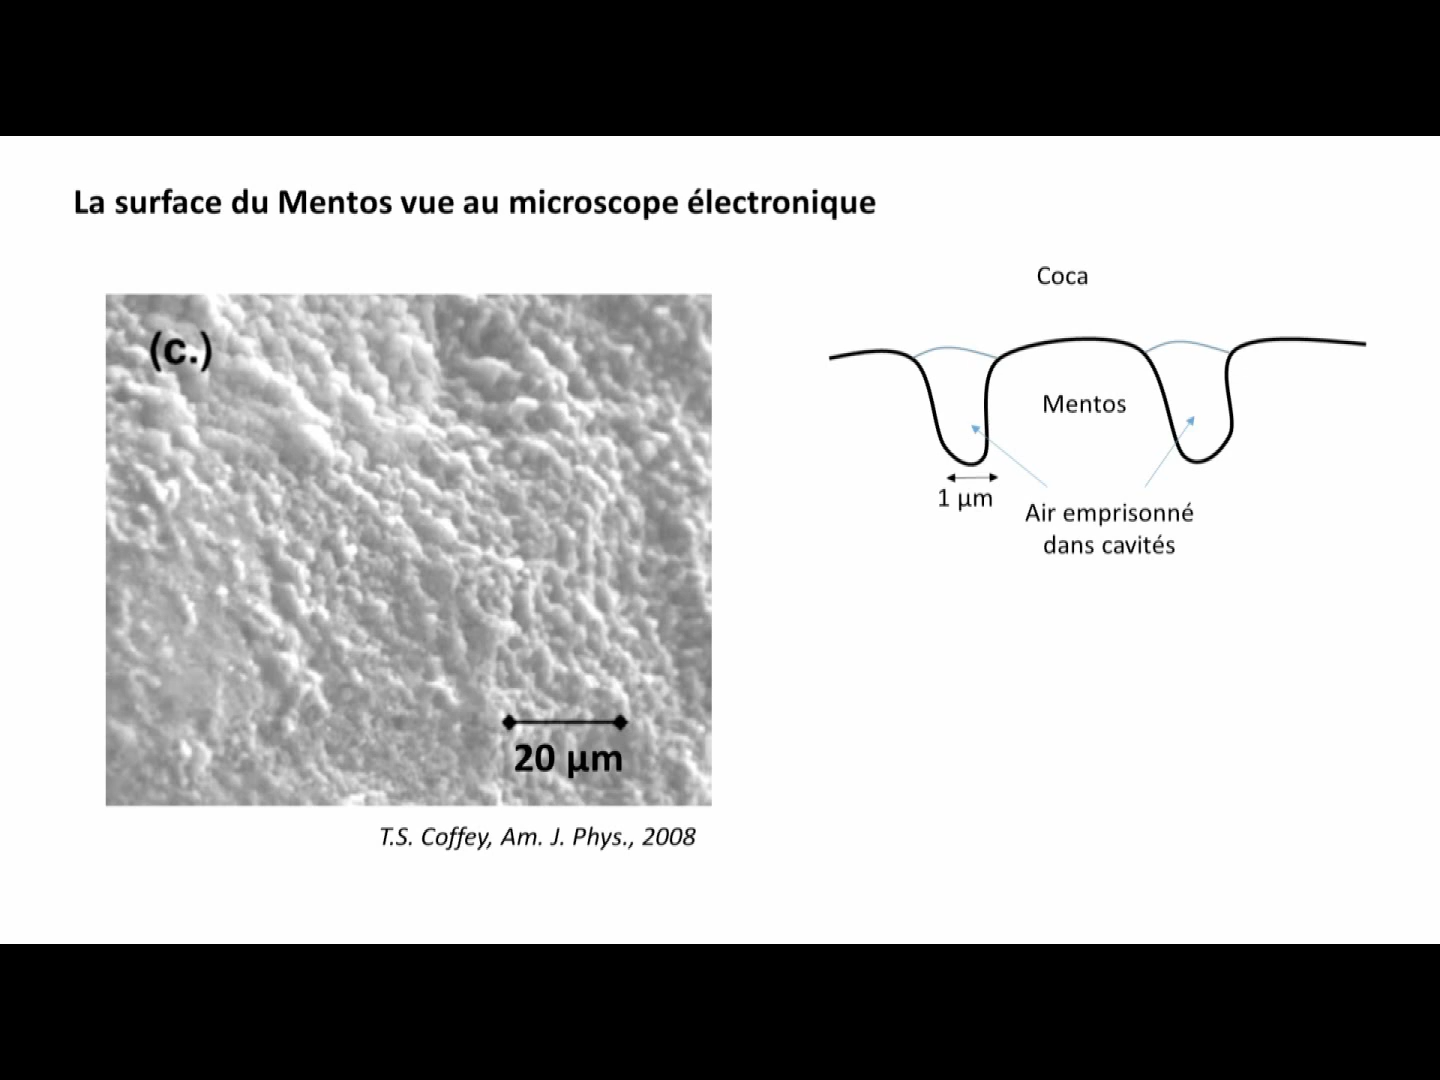 La surface du Mentos vue au microscope électronique
(c.)
20 µm
T.S. Coffey, Am. J. Phys., 2008
Coca
Mentos
1 µm
Air emprisonné
dans cavités